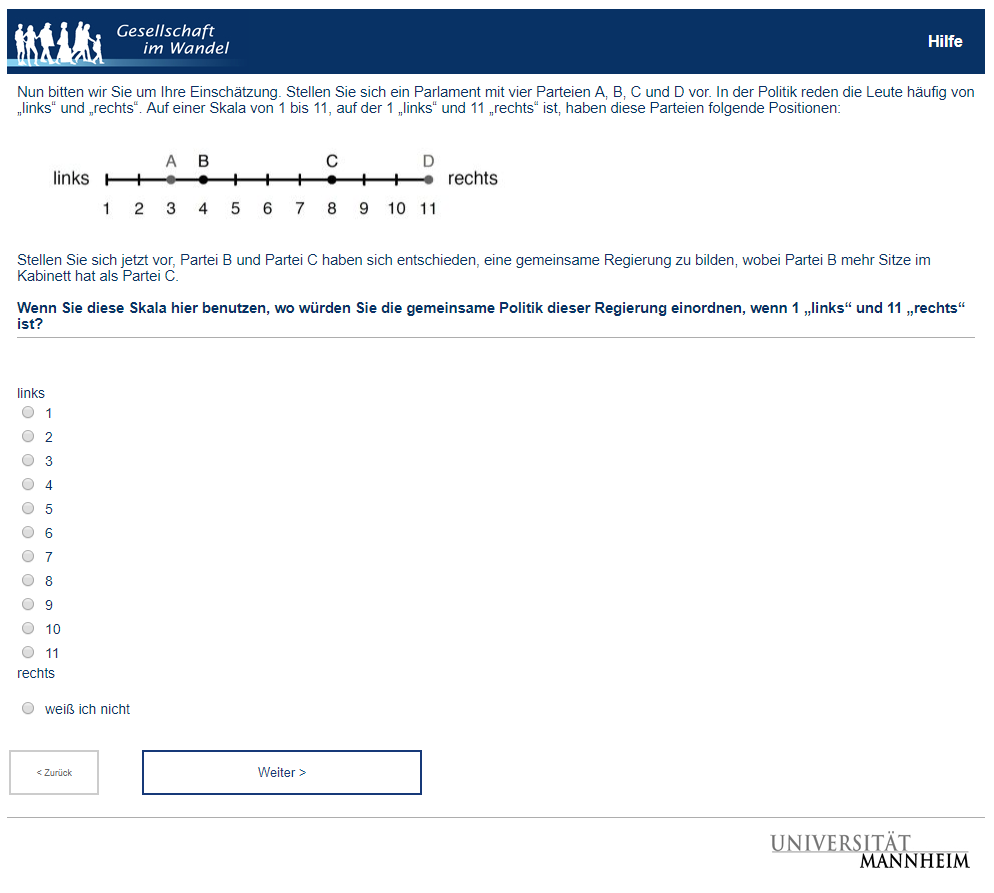 Gesellschaft
im Wandel
Hilfe
Nun bitten wir Sie um Ihre Einschätzung. Stellen Sie sich ein Parlament mit vier Parteien A, B, C und D vor. In der Politik reden die Leute häufig von
„links“ und „rechts“. Auf einer Skala von 1 bis 11, auf der 1 „links“ und 11 „rechts“ ist, haben diese Parteien folgende Positionen:
A B C D
links rechts
1 2 3 4 5 6 7 8 9 10 11
Stellen Sie sich jetzt vor, Partei B und Partei C haben sich entschieden, eine gemeinsame Regierung zu bilden, wobei Partei B mehr Sitze im
Kabinett hat als Partei C.
Wenn Sie diese Skala hier benutzen, wo würden Sie die gemeinsame Politik dieser Regierung einordnen, wenn 1 „links“ und 11 „rechts“
ist?
links
1
2
3
4
5
6
7
8
9
10
11
rechts
weiß ich nicht
< Zurück
Weiter >
UNIVERSITÄT
MANNHEIM